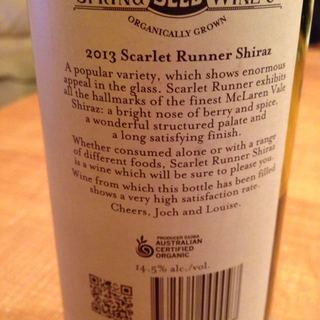 SPRING SEED WINE C
ORGANICALLY GROWN
2013 Scarlet Runner Shiraz
A popular variety, which shows enormous
appeal in the glass. Scarlet Runner exhibits
all the hallmarks of the finest McLaren Vale
Shiraz: a bright nose of berry and spice,
a wonderful structured palate and
a long satisfying finish.
Whether consumed alone or with a range
of different foods, Scarlet Runner Shiraz
is a wine which will be sure to please you.
Wine from which this bottle has been filled
shows a very high satisfaction rate.
Cheers, Joch and Louise.
AUSTRALIAN
CERTIFIED
ORGANIC
14.5% alc./vol.